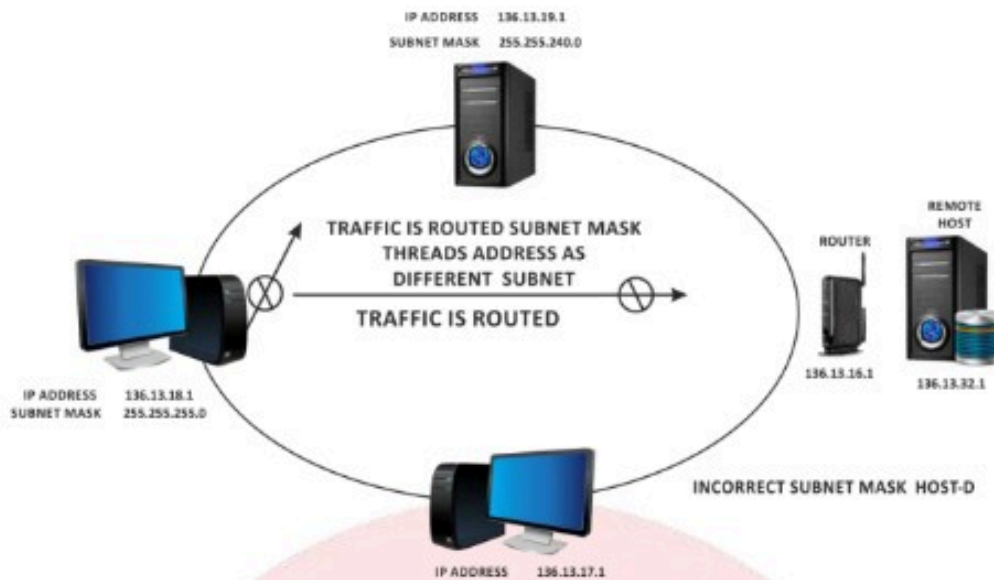 IP ADDRESS 136.13.19.1
SUBNET MASK 255.255.240.0
TRAFFIC IS ROUTED SUBNET MASK
THREADS ADDRESS AS
DIFFERENT SUBNET
TRAFFIC IS ROUTED
REMOTE
HOST
ROUTER
136.13.16.1
136.13.32.1
IP ADDRESS 136.13.18.1
SUBNET MASK 255.255.255.0
INCORRECT SUBNET MASK HOST-D
IP ADDRESS 136.13.17.1